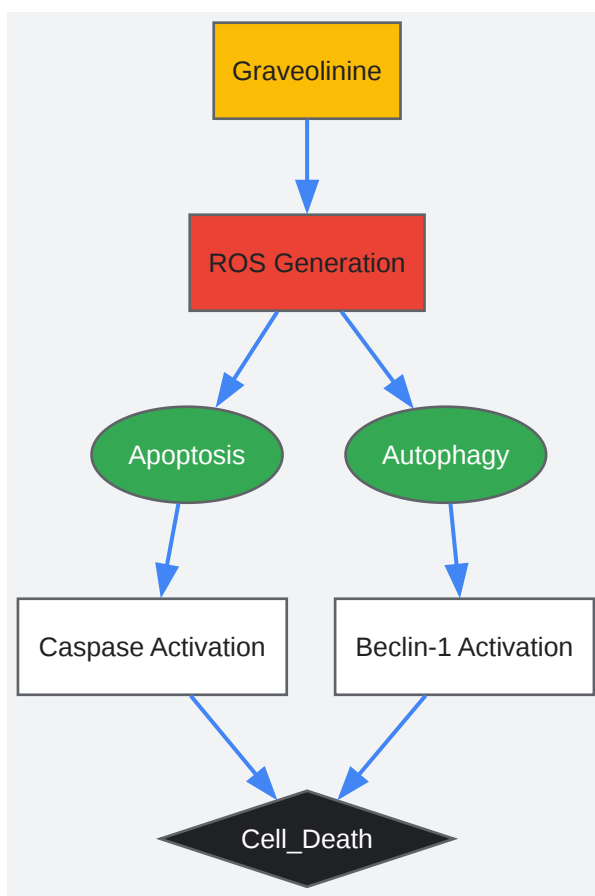 Graveolinine
ROS Generation
Apoptosis
Autophagy
Caspase Activation
Beclin-1 Activation
Cell_Death